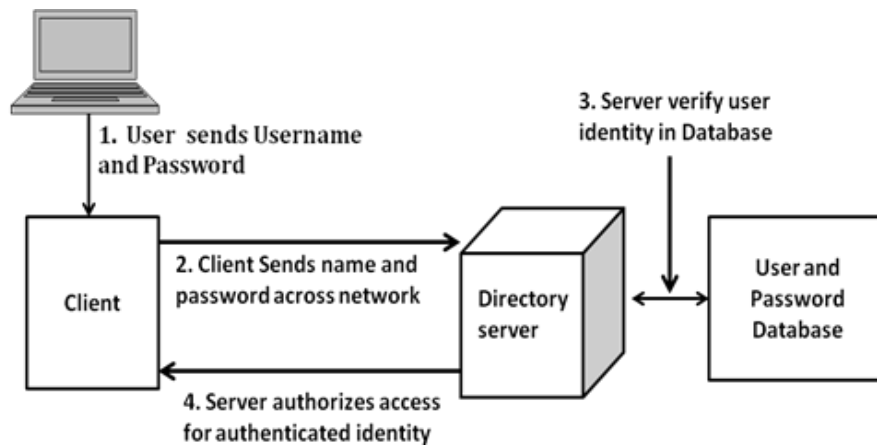 1. User sends Username
and Password
Client
2. Client Sends name and
password across network
Directory
server
3. Server verify user
identity in Database
User and
Password
Database
4. Server authorizes access
for authenticated identity